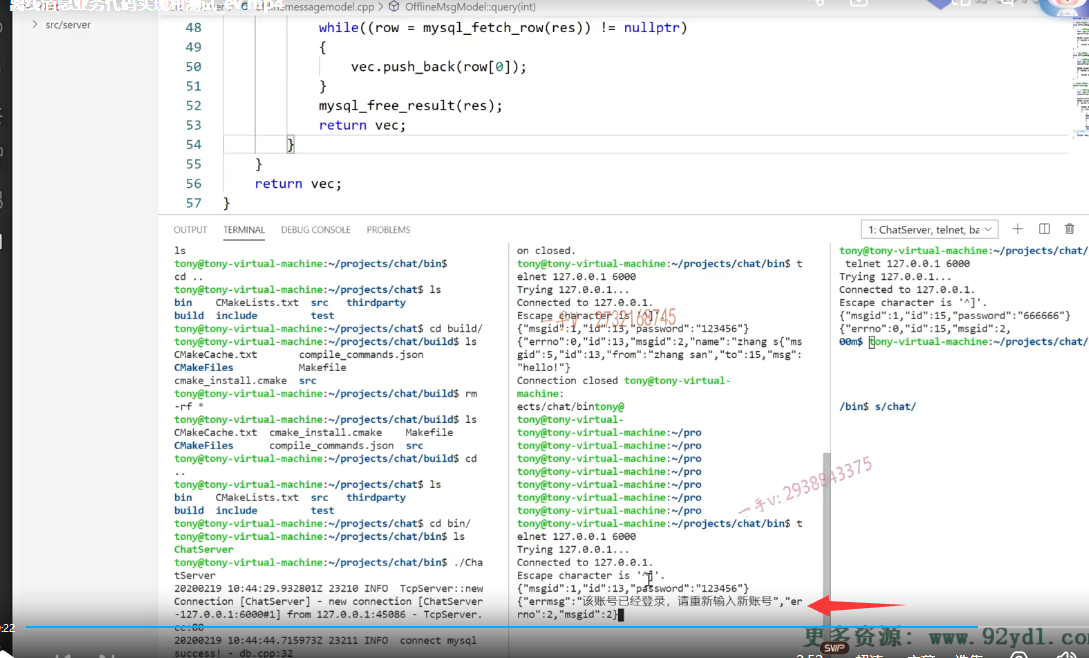 src/server
messagemodel.cpp > OfflineMsgModel::query(int)
48 while((row = mysql_fetch_row(res)) != nullptr)
49 {
50 vec.push_back(row[0]);
51 }
52 mysql_free_result(res);
53 return vec;
54 }
55 }
56 return vec;
57 }
OUTPUT TERMINAL DEBUG CONSOLE PROBLEMS
1: ChatServer, telnet, ba
ls
tony@tony-virtual-machine:~/projects/chat/bin$
cd ..
tony@tony-virtual-machine:~/projects/chat$ ls
bin CMakeLists.txt src thirdparty
build include test
tony@tony-virtual-machine:~/projects/chat$ cd build/
tony@tony-virtual-machine:~/projects/chat/build$ ls
CMakeCache.txt compile_commands.json
CMakeFiles Makefile
cmake_install.cmake src
tony@tony-virtual-machine:~/projects/chat/build$ rm
-rf *
tony@tony-virtual-machine:~/projects/chat/build$ ls
CMakeCache.txt cmake_install.cmake Makefile
CMakeFiles compile_commands.json src
tony@tony-virtual-machine:~/projects/chat/build$ cd
..
tony@tony-virtual-machine:~/projects/chat$ ls
bin CMakeLists.txt src thirdparty
build include test
tony@tony-virtual-machine:~/projects/chat$ cd bin/
tony@tony-virtual-machine:~/projects/chat/bin$ ls
ChatServer
tony@tony-virtual-machine:~/projects/chat/bin$ ./Cha
tServer
20200219 10:44:29.932801Z 23210 INFO TcpServer::new
Connection [ChatServer] - new connection [ChatServer
-127.0.0.1:6000#1] from 127.0.0.1:45086 - TcpServer.
cc:80
20200219 10:44:44.715973Z 23211 INFO connect mysql
success! - db.cpp:32
on closed.
tony@tony-virtual-machine:~/projects/chat/bin$ t
elnet 127.0.0.1 6000
Trying 127.0.0.1...
Connected to 127.0.0.1.
Escape character is '^]'.
{"msgid":1,"id":13,"password":"123456"}
{"errno":0,"id":13,"msgid":2,"name":"zhang s{"ms
gid":5,"id":13,"from":"zhang san","to":15,"msg":
"hello!"}
Connection closed tony@tony-virtual-
machine:
ects/chat/bintony@
tony@tony-virtual-
tony@tony-virtual-machine:~/pro
tony@tony-virtual-machine:~/pro
tony@tony-virtual-machine:~/pro
tony@tony-virtual-machine:~/pro
tony@tony-virtual-machine:~/pro
tony@tony-virtual-machine:~/pro
tony@tony-virtual-machine:~/pro
tony@tony-virtual-machine:~/projects/chat/bin$ t
elnet 127.0.0.1 6000
Trying 127.0.0.1...
Connected to 127.0.0.1.
Escape character is '^]'.
{"msgid":1,"id":13,"password":"123456"}
{"errmsg":"该账号已经登录，请重新输入新账号","er
rno":2,"msgid":2}
tony@tony-virtual-machine:~/projects/chat/
telnet 127.0.0.1 6000
Trying 127.0.0.1...
Connected to 127.0.0.1.
Escape character is '^]'.
{"msgid":1,"id":15,"password":"666666"}
{"errno":0,"id":15,"msgid":2,
00m$ tony-virtual-machine:~/projects/chat/
/bin$ s/chat/
一手v: 2938843375
:22
更多资源: www.92ydl.co
SWP